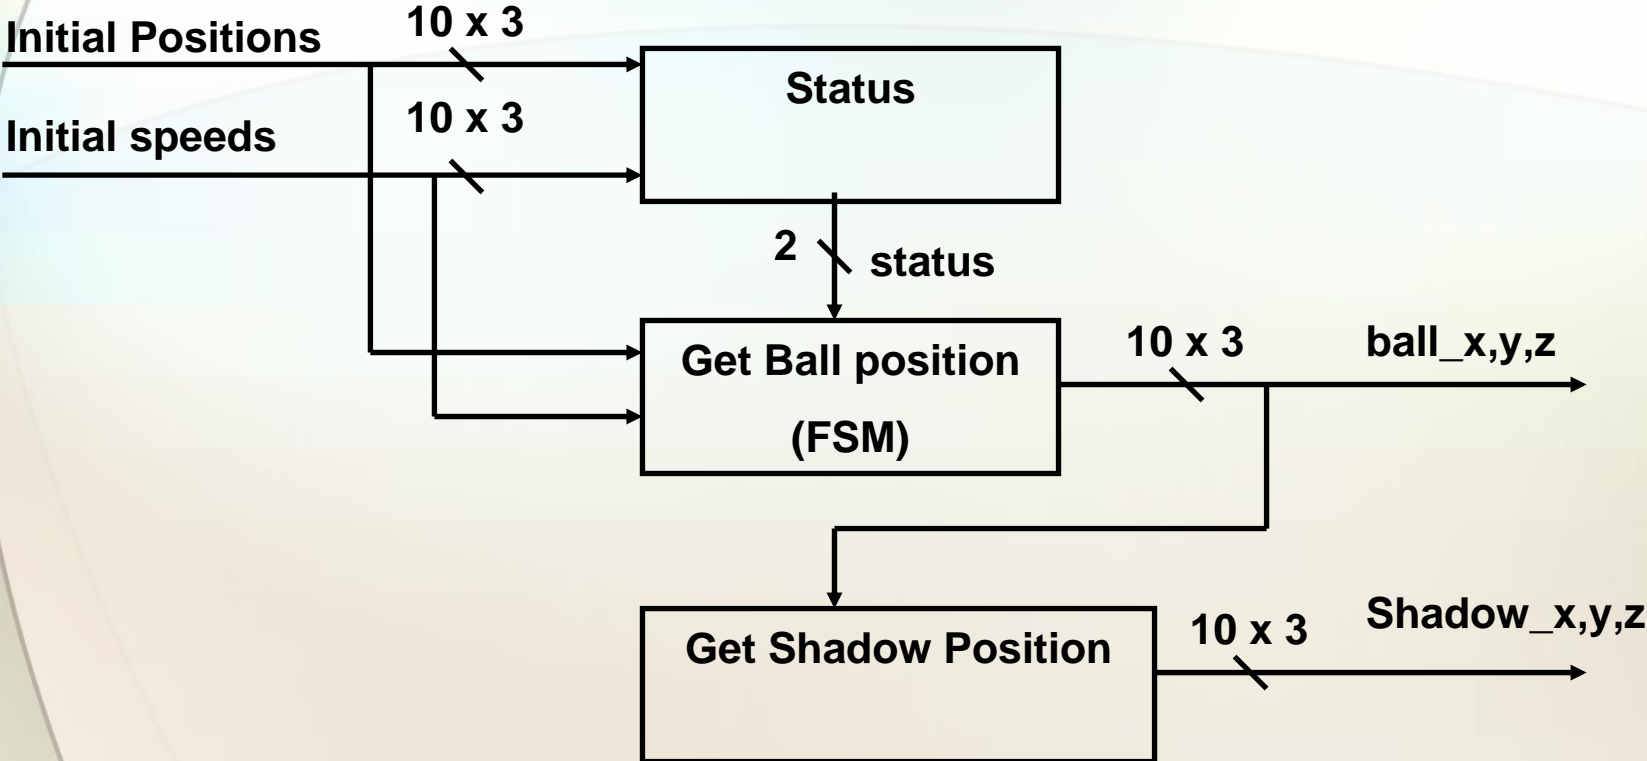 Initial Positions
10 x 3
Status
Initial speeds
10 x 3
2
status
Get Ball position
(FSM)
10 x 3
ball_x,y,z
Get Shadow Position
10 x 3
Shadow_x,y,z